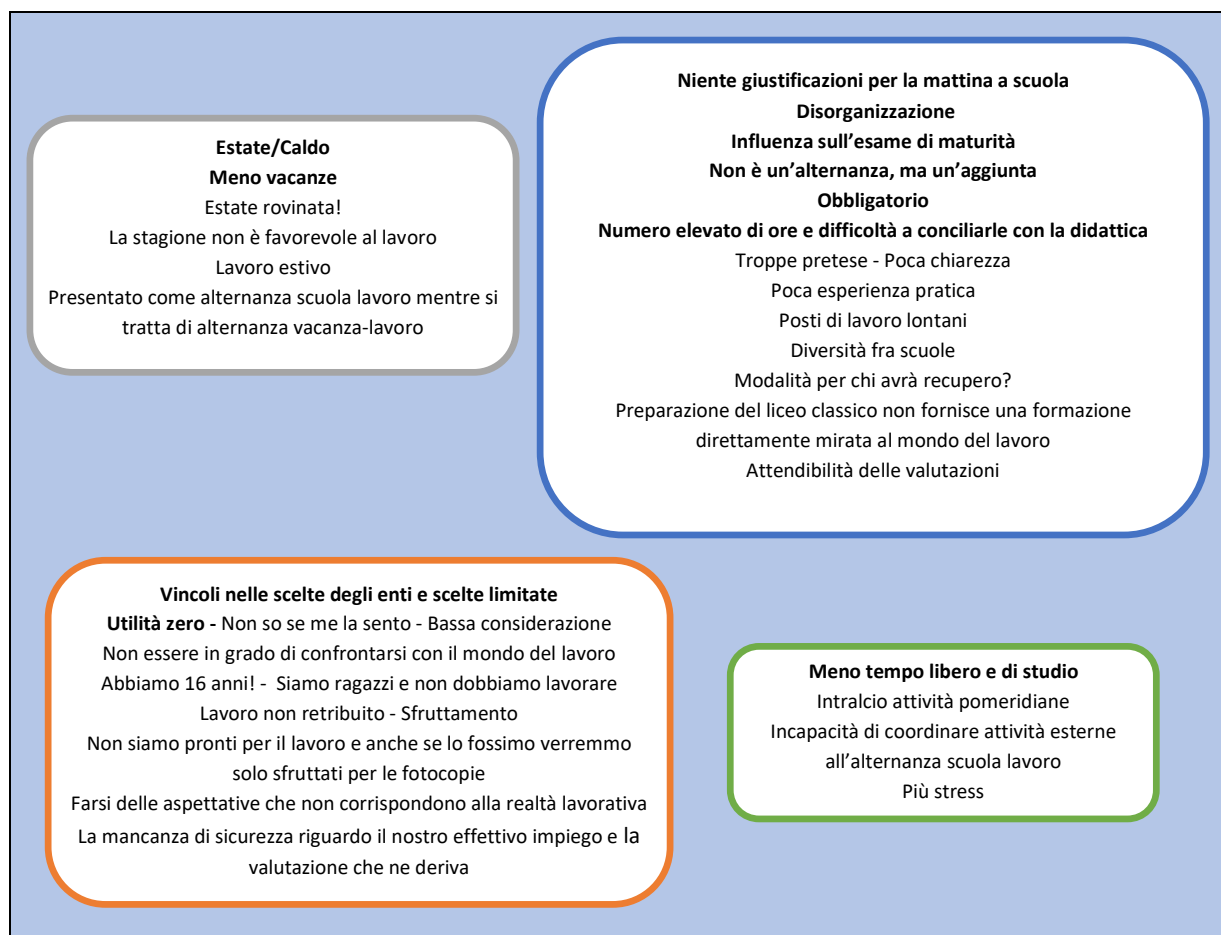 Estate/Caldo
Meno vacanze
Estate rovinata!
La stagione non è favorevole al lavoro
Lavoro estivo
Presentato come alternanza scuola lavoro mentre si
tratta di alternanza vacanza-lavoro
Niente giustificazioni per la mattina a scuola
Disorganizzazione
Influenza sull'esame di maturità
Non è un'alternanza, ma un'aggiunta
Obbligatorio
Numero elevato di ore e difficoltà a conciliarle con la didattica
Troppe pretese - Poca chiarezza
Poca esperienza pratica
Posti di lavoro lontani
Diversità fra scuole
Modalità per chi avrà recupero?
Preparazione del liceo classico non fornisce una formazione
direttamente mirata al mondo del lavoro
Attendibilità delle valutazioni
Vincoli nelle scelte degli enti e scelte limitate
Utilità zero - Non so se me la sento - Bassa considerazione
Non essere in grado di confrontarsi con il mondo del lavoro
Abbiamo 16 anni! - Siamo ragazzi e non dobbiamo lavorare
Lavoro non retribuito - Sfruttamento
Non siamo pronti per il lavoro e anche se lo fossimo verremmo
solo sfruttati per le fotocopie
Farsi delle aspettative che non corrispondono alla realtà lavorativa
La mancanza di sicurezza riguardo il nostro effettivo impiego e la
valutazione che ne deriva
Meno tempo libero e di studio
Intralcio attività pomeridiane
Incapacità di coordinare attività esterne
all'alternanza scuola lavoro
Più stress